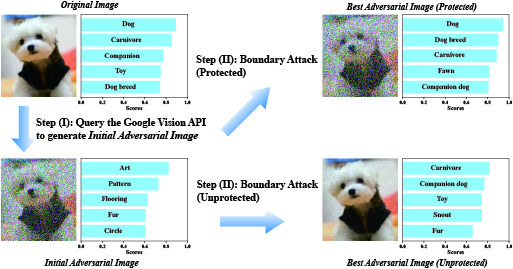 Original Image
Dog
Carnivore
Companion
Toy
Dog breed
0.0 0.2 0.4 0.6 0.8 1.0
Scores
Step (I): Query the Google Vision API
to generate Initial Adversarial Image
Art
Pattern
Flooring
Fur
Circle
0.0 0.2 0.4 0.6 0.8 1.0
Scores
Initial Adversarial Image
Step (II): Boundary Attack
(Protected)
Best Adversarial Image (Protected)
Dog
Dog breed
Carnivore
Fawn
Companion dog
0.0 0.2 0.4 0.6 0.8 1.0
Scores
Step (II): Boundary Attack
(Unprotected)
Carnivore
Companion dog
Toy
Snout
Fur
0.0 0.2 0.4 0.6 0.8 1.0
Scores
Best Adversarial Image (Unprotected)